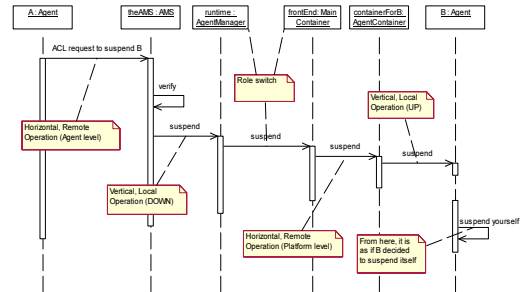 A : Agent
theAMS : AMS
runtime :
AgentManager
frontEnd: Main
Container
containerForB:
AgentContainer
B : Agent
ACL request to suspend B
verify
Role switch
Vertical, Local
Operation (UP)
Horizontal, Remote
Operation (Agent level)
suspend
suspend
suspend
suspend
Vertical, Local
Operation (DOWN)
Horizontal, Remote
Operation (Platform level)
From here, it is
as if B decided
to suspend itself
suspend yourself